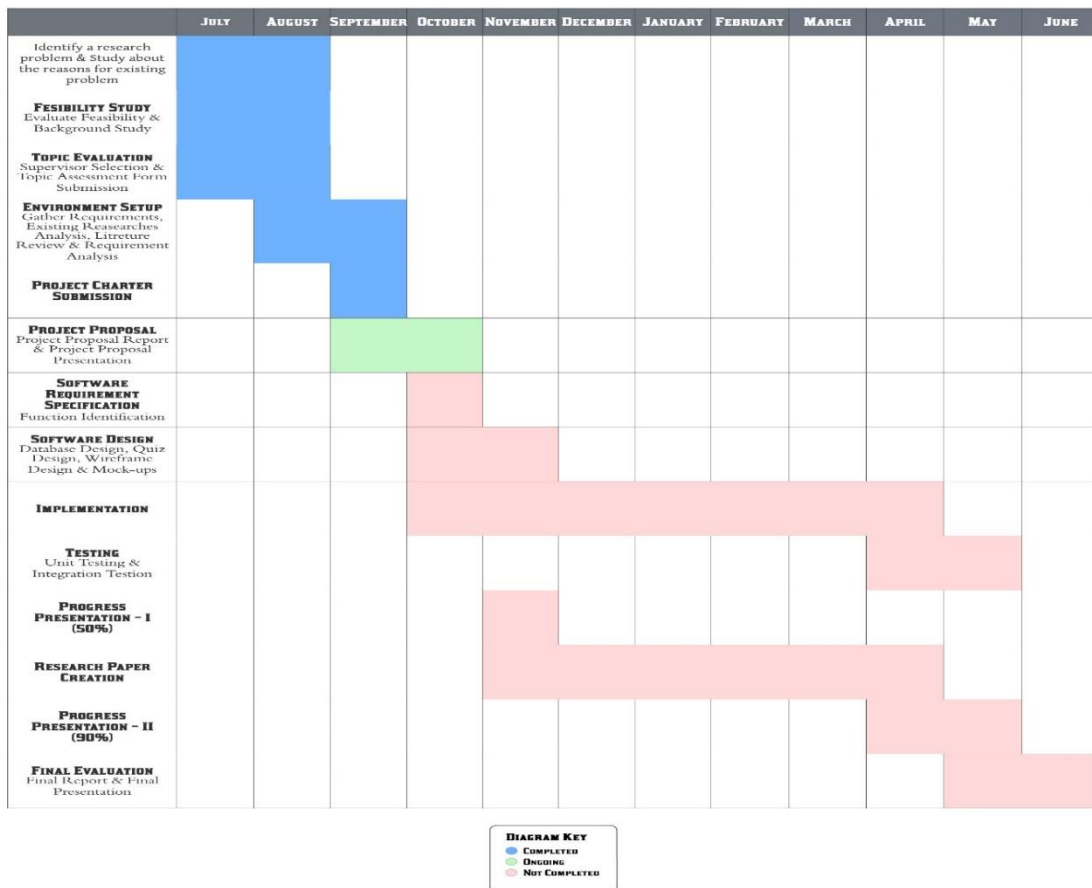 JULY AUGUST SEPTEMBER OCTOBER NOVEMBER DECEMBER JANUARY FEBRUARY MARCH APRIL MAY JUNE
Identify a research
problem & Study about
the reasons for existing
problem
FESIBILITY STUDY
Evaluate Feasibility &
Background Study
TOPIC EVALUATION
Supervisor Selection &
Topic Assessment Form
Submission
ENVIRONMENT SETUP
Gather Requirements,
Existing Reasearches
Analysis, Litreture
Review & Requirement
Analysis
PROJECT CHARTER
SUBMISSION
PROJECT PROPOSAL
Project Proposal Report
& Project Proposal
Presentation
SOFTWARE
REQUIREMENT
SPECIFICATION
Function Identification
SOFTWARE DESIGN
Database Design, Quiz
Design, Wireframe
Design & Mock-ups
IMPLEMENTATION
TESTING
Unit Testing &
Integration Testion
PROGRESS
PRESENTATION - I
(50%)
RESEARCH PAPER
CREATION
PROGRESS
PRESENTATION - II
(90%)
FINAL EVALUATION
Final Report & Final
Presentation
DIAGRAM KEY
COMPLETED
ONGOING
NOT COMPLETED